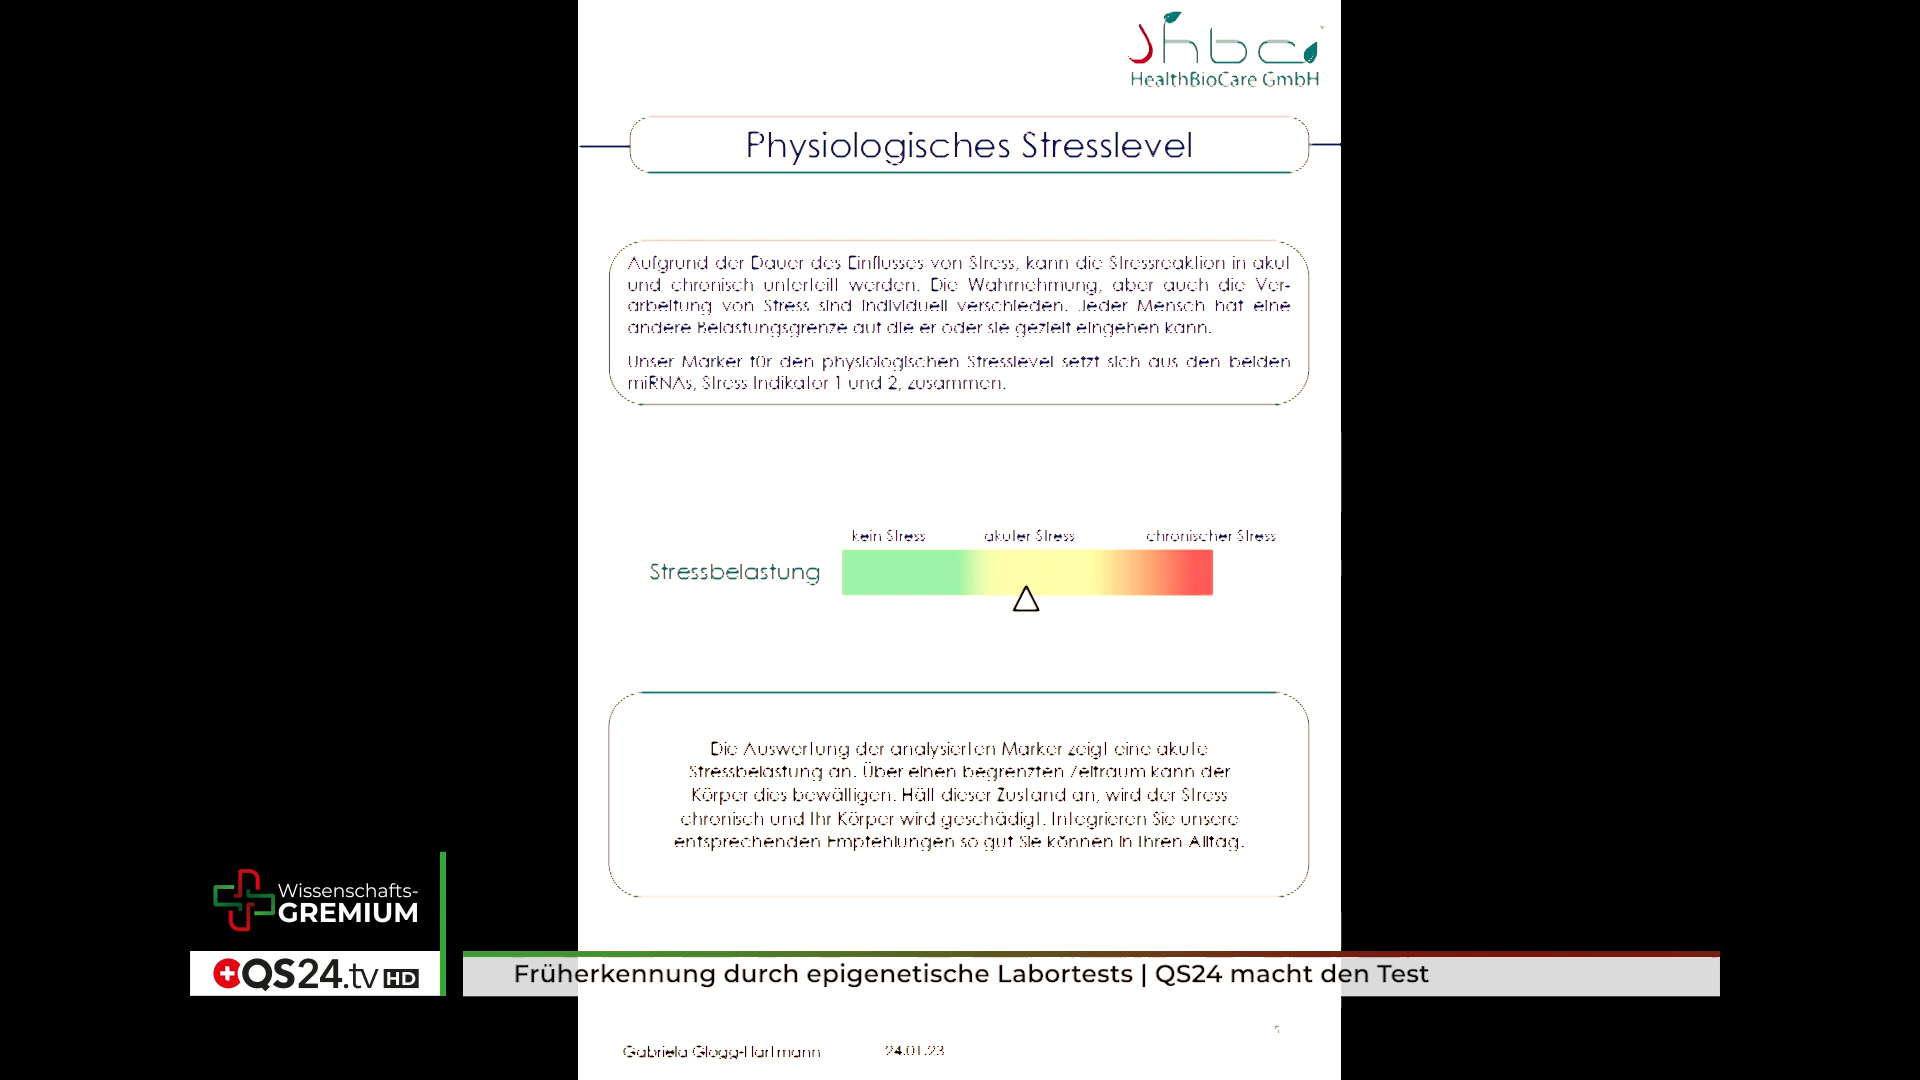 hbc
HealthBioCare GmbH
Physiologisches Stresslevel
Aufgrund der Dauer des Einflusses von Stress, kann die Stressreaktion in akut
und chronisch unterteilt werden. Die Wahrnehmung, aber auch die Ver-
arbeitung von Stress sind individuell verschieden. Jeder Mensch hat eine
andere Belastungsgrenze auf die er oder sie gezielt eingehen kann.
Unser Marker für den physiologischen Stresslevel setzt sich aus den beiden
miRNAs, Stress Indikator 1 und 2, zusammen.
kein Stress akuter Stress chronischer Stress
Stressbelastung
Die Auswertung der analysierten Marker zeigt eine akute
Stressbelastung an. Über einen begrenzten Zeitraum kann der
Körper dies bewältigen. Hält dieser Zustand an, wird der Stress
chronisch und Ihr Körper wird geschädigt. Integrieren Sie unsere
entsprechenden Empfehlungen so gut Sie können in Ihren Alltag.
Wissenschafts-
GREMIUM
QS24.tv HD
Früherkennung durch epigenetische Labortests | QS24 macht den Test
Gabriela Glogg-Hartmann 24.01.23